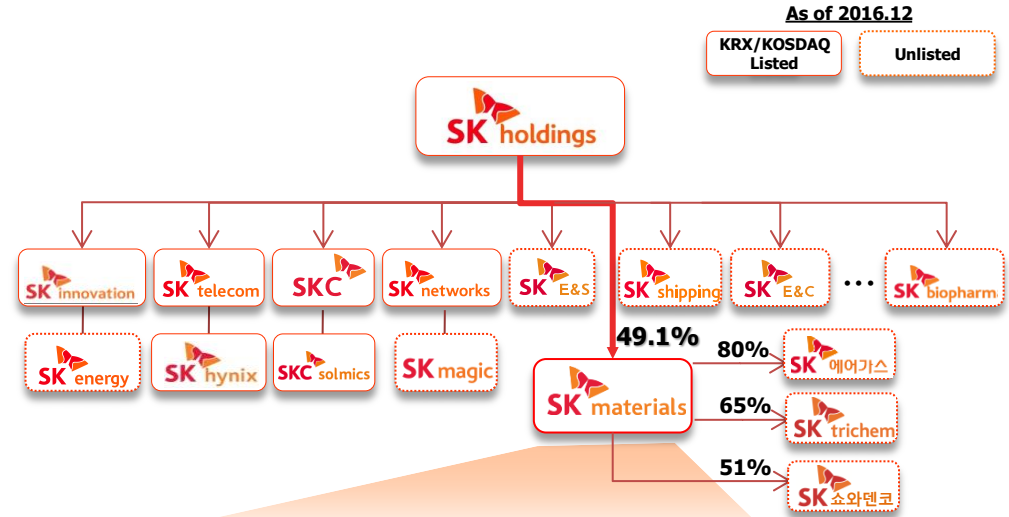 As of 2016.12
KRX/KOSDAQ
Listed
Unlisted
SK holdings
SK innovation
SK telecom
SKC
SK networks
SK E&S
SK shipping
SK E&C
...
SK biopharm
SK energy
SK hynix
SKC solmics
SK magic
49.1%
SK materials
80%
SK 에어가스
65%
SK trichem
51%
SK 쇼와덴코